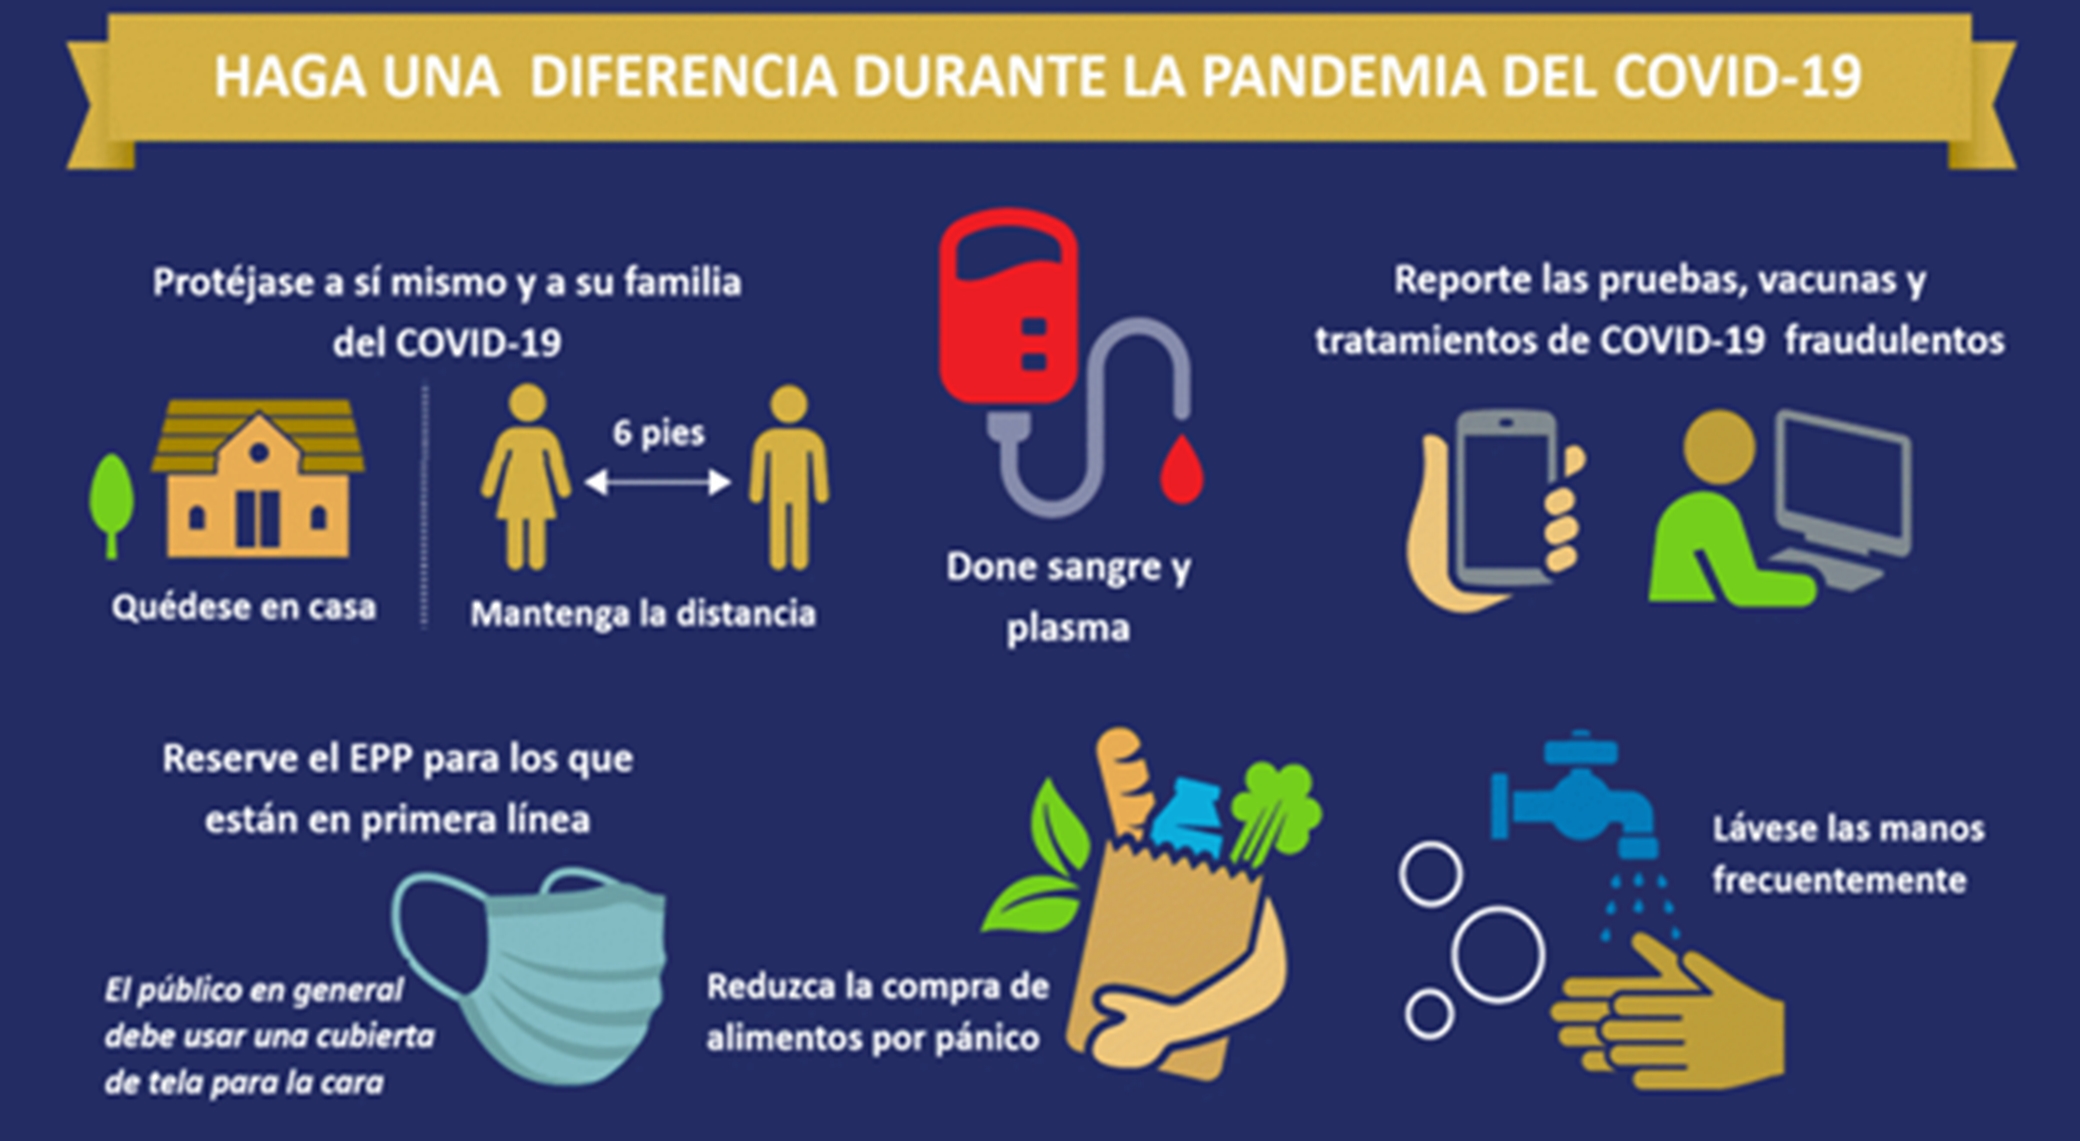 HAGA UNA DIFERENCIA DURANTE LA PANDEMIA DEL COVID-19
Protéjase a sí mismo y a su familia
del COVID-19
6 pies
Quédese en casa
Mantenga la distancia
Done sangre y
plasma
Reporte las pruebas, vacunas y
tratamientos de COVID-19 fraudulentos
Reserve el EPP para los que
están en primera línea
El público en general
debe usar una cubierta
de tela para la cara
Reduzca la compra de
alimentos por pánico
Lávese las manos
frecuentemente